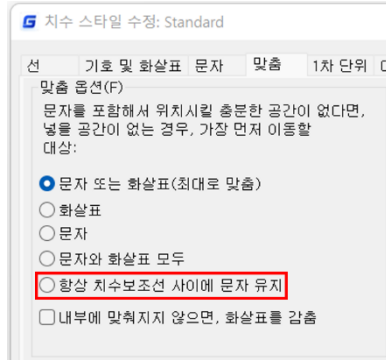 치수 스타일 수정: Standard
선 기호 및 화살표 문자 맞춤 1차 단위
맞춤 옵션(F)
문자를 포함해서 위치시킬 충분한 공간이 없다면,
넣을 공간이 없는 경우, 가장 먼저 이동할
대상:
문자 또는 화살표(최대로 맞춤)
화살표
문자
문자와 화살표 모두
항상 치수보조선 사이에 문자 유지
내부에 맞춰지지 않으면, 화살표를 감춤